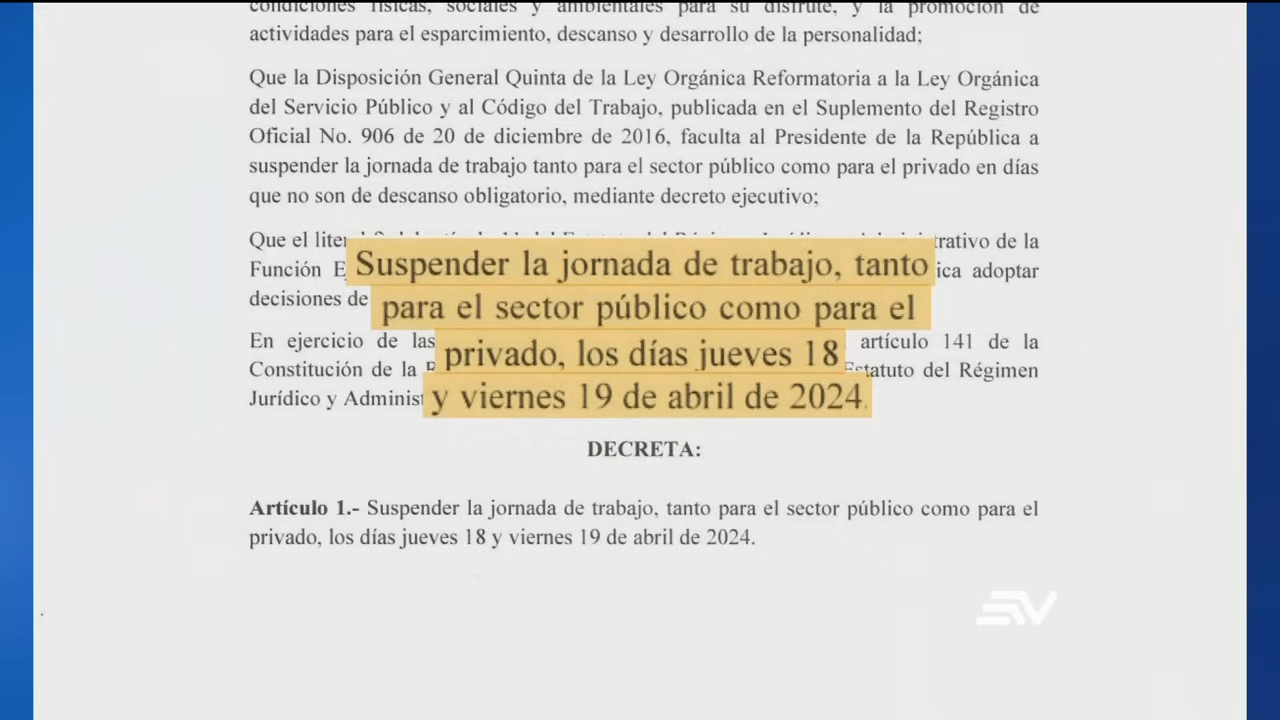 condiciones físicas, sociales y ambientales para su disfrute, y la promoción de
actividades para el esparcimiento, descanso y desarrollo de la personalidad;
Que la Disposición General Quinta de la Ley Orgánica Reformatoria a la Ley Orgánica
del Servicio Público y al Código del Trabajo, publicada en el Suplemento del Registro
Oficial No. 906 de 20 de diciembre de 2016, faculta al Presidente de la República a
suspender la jornada de trabajo tanto para el sector público como para el privado en días
que no son de descanso obligatorio, mediante decreto ejecutivo;
Que el trativo de la
Función ica adoptar
decisiones de
En ejercicio de las artículo 141 de la
Constitución de la Estatuto del Régimen
Jurídico y
Suspender la jornada de trabajo, tanto
para el sector público como para el
privado, los días jueves 18
y viernes 19 de abril de 2024.
DECRETA:
Artículo 1.- Suspender la jornada de trabajo, tanto para el sector público como para el
privado, los días jueves 18 y viernes 19 de abril de 2024.